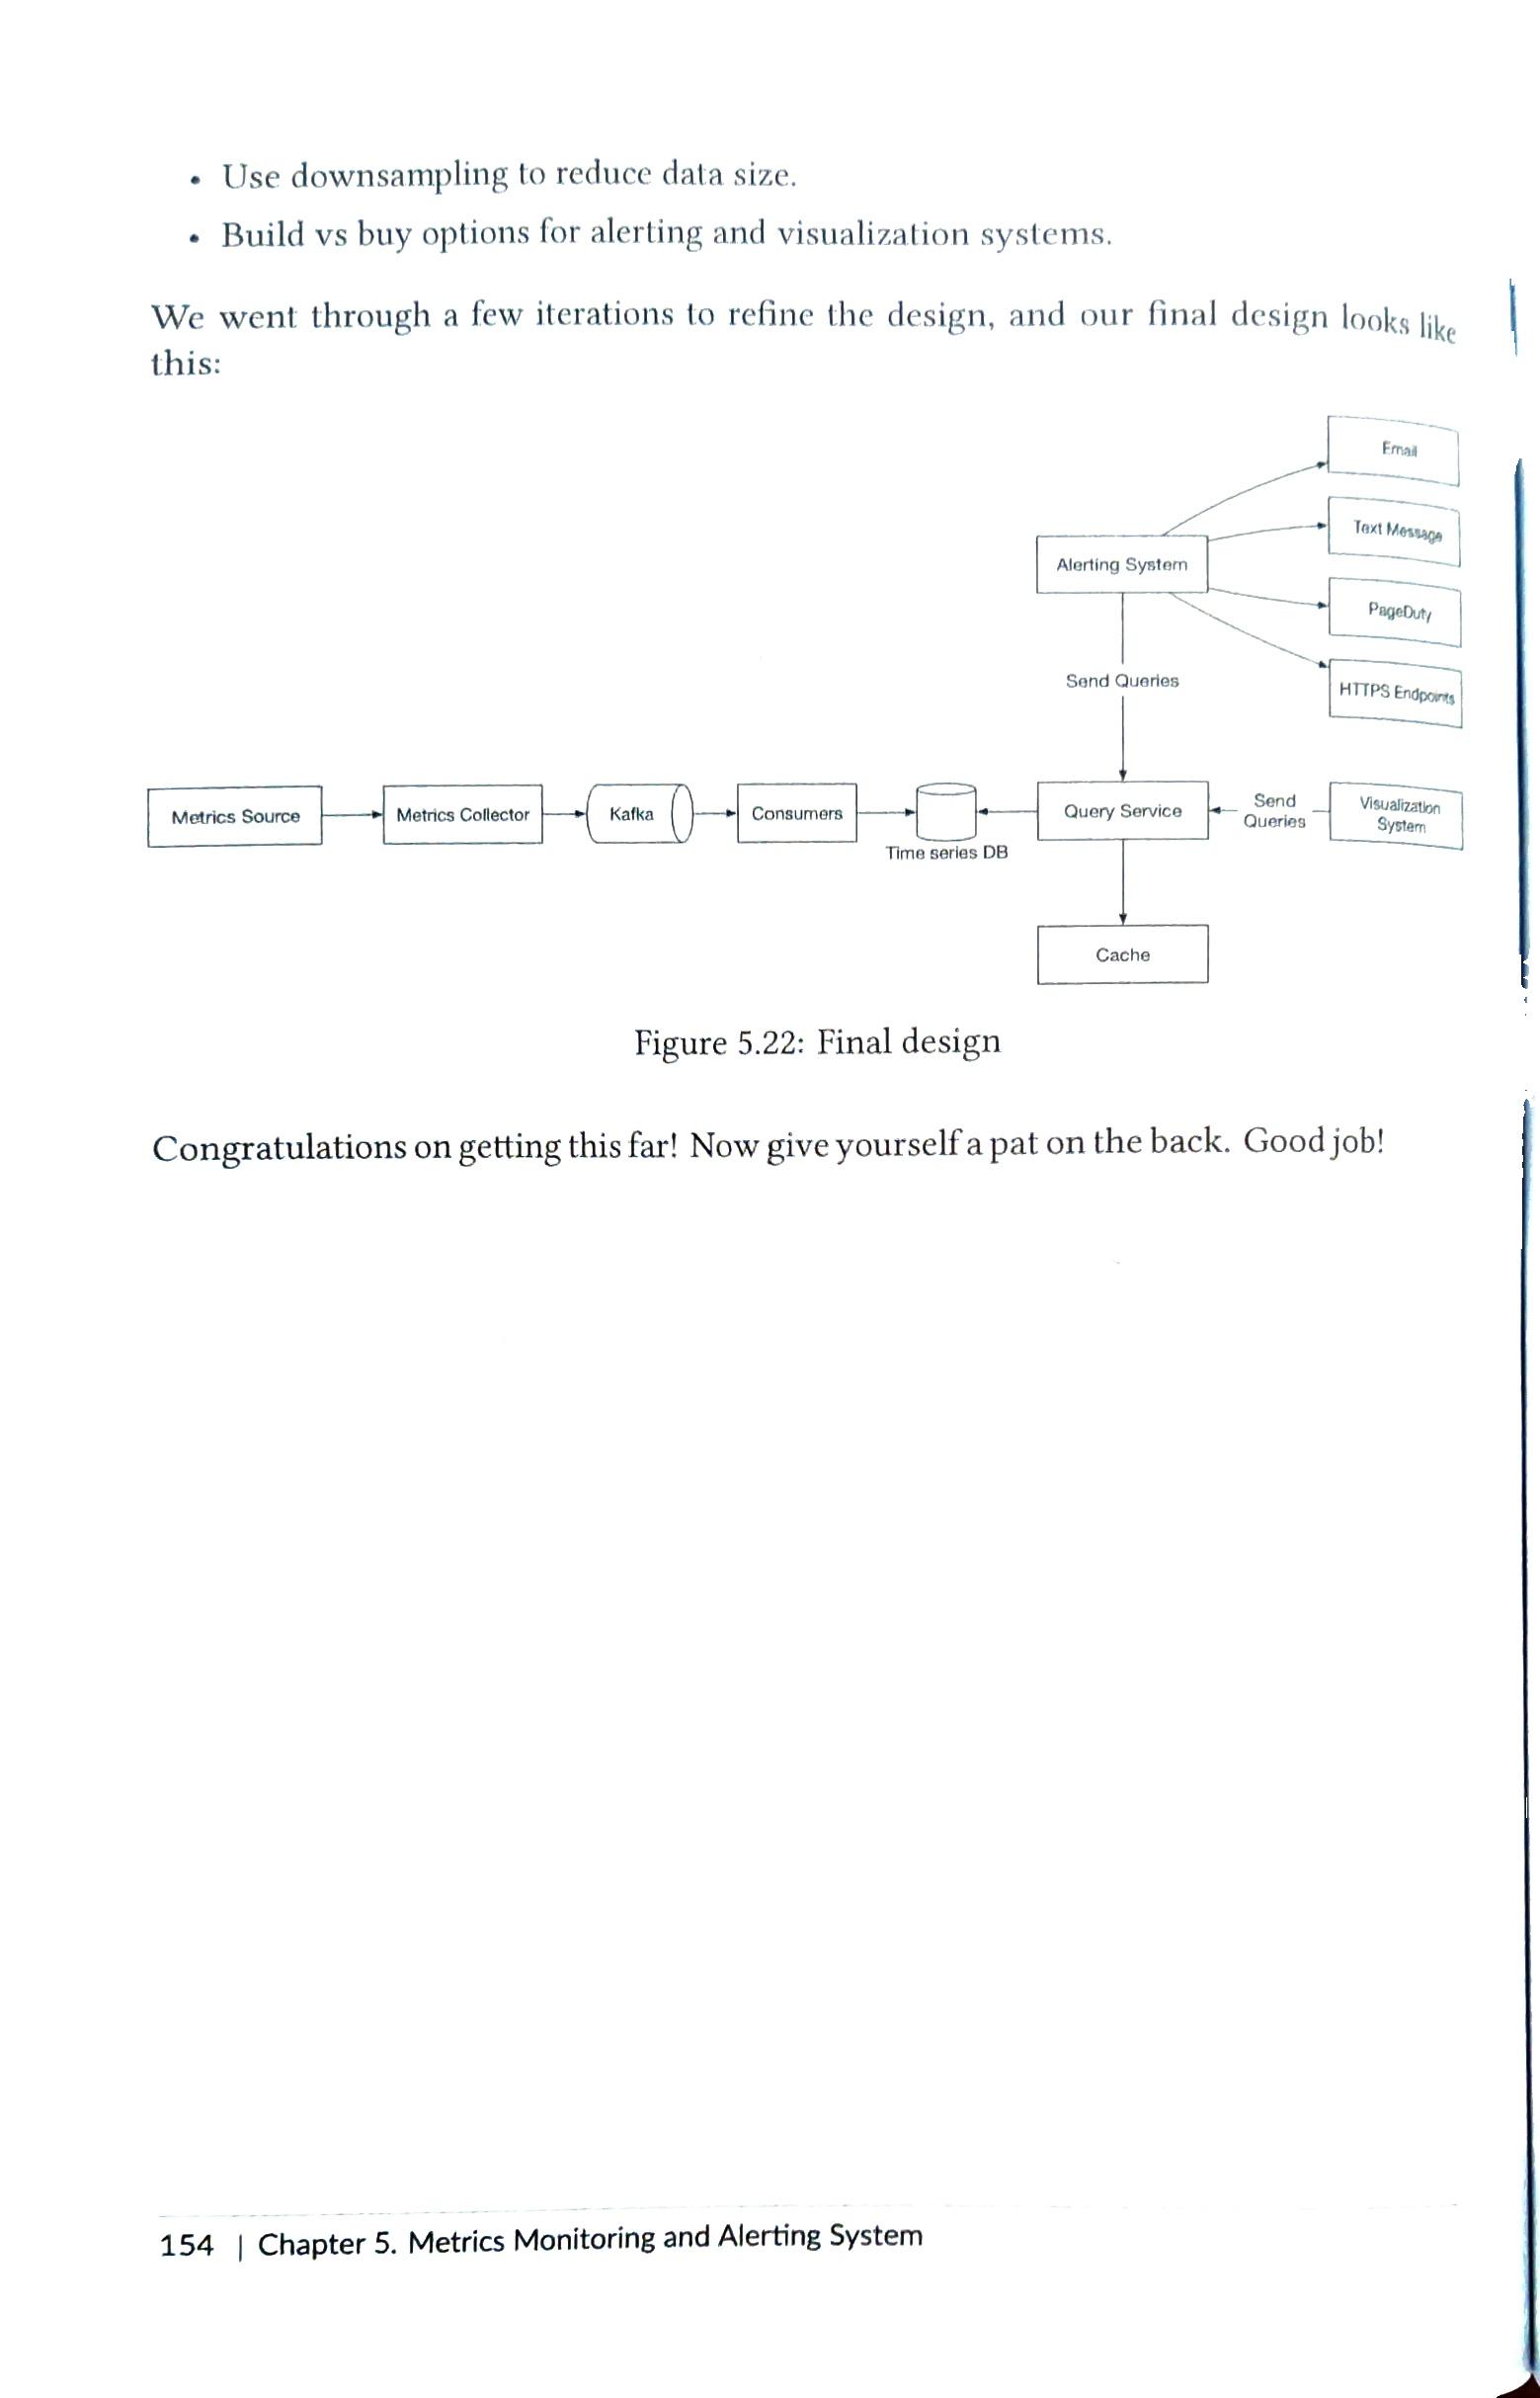 • Use downsampling to reduce data size.
• Build vs buy options for alerting and visualization systems.
We went through a few iterations to refine the design, and our final design looks like
this:
Email
Text Message
Alerting System
PageDuty
Send Queries
HTTPS Endpoints
Metrics Source
Metrics Collector
Kafka
Consumers
Time series DB
Query Service
Send
Queries
Visualization
System
Cache
Figure 5.22: Final design
Congratulations on getting this far! Now give yourself a pat on the back. Good job!
154 | Chapter 5. Metrics Monitoring and Alerting System